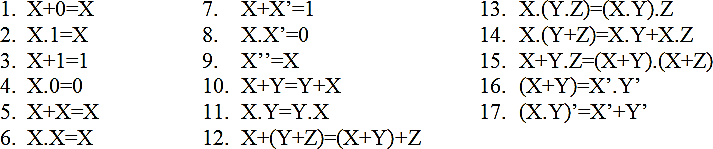 1. X+0=X
2. X.1=X
3. X+1=1
4. X.0=0
5. X+X=X
6. X.X=X
7. X+X’=1
8. X.X’=0
9. X’’=X
10. X+Y=Y+X
11. X.Y=Y.X
12. X+(Y+Z)=(X+Y)+Z
13. X.(Y.Z)=(X.Y).Z
14. X.(Y+Z)=X.Y+X.Z
15. X+Y.Z=(X+Y).(X+Z)
16. (X+Y)=X’.Y’
17. (X.Y)’=X’+Y’